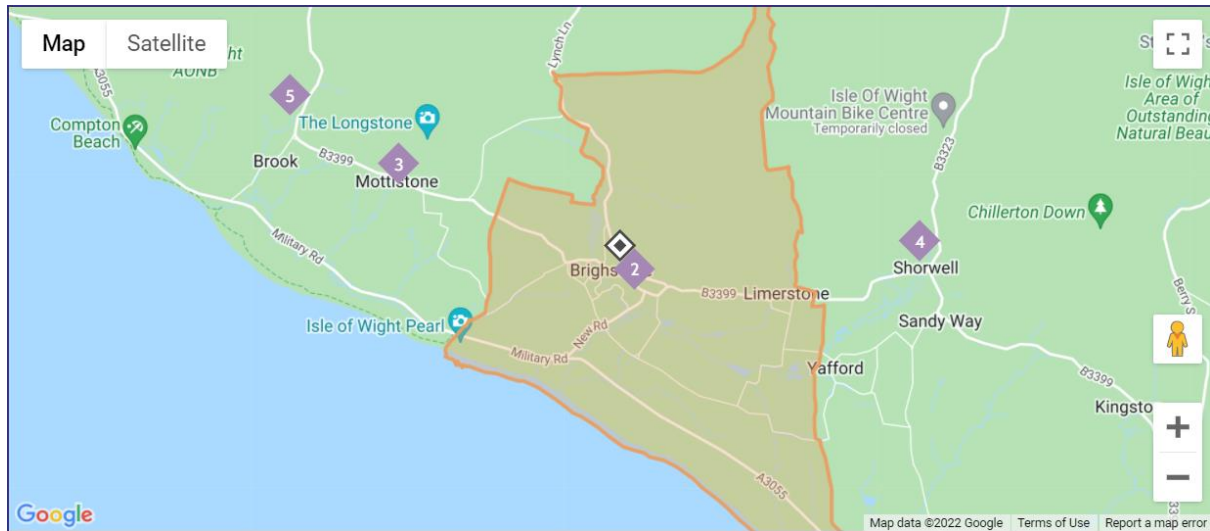 Map
Satellite
ht
AONB
A3055
5
Compton
Beach
The Longstone
Brook
B3399
3
Mottistone
Military Rd
Lynch Ln
Isle Of Wight
Mountain Bike Centre
Temporarily closed
B3323
Isle of Wigh
Area of
Outstanding
Natural Beau
Chillerton Down
4
Shorwell
2
B3399
Limerstone
Isle of Wight Pearl
New Rd
Military Rd
Sandy Way
Yafford
B3399
A3055
Google
Map data ©2022 Google
Terms of Use
Report a map error